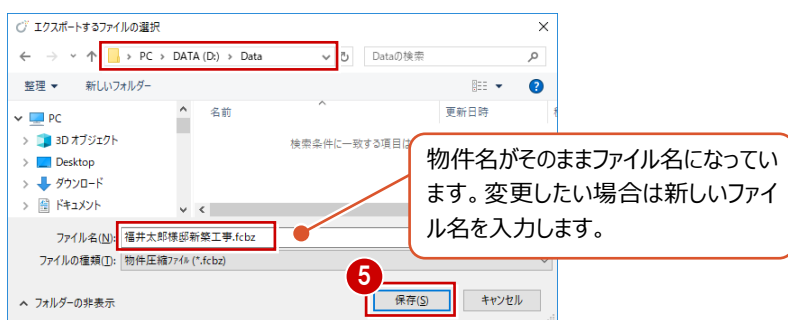 エクスポートするファイルの選択
PC > DATA (D:) > Data
Dataの検索
整理 ▼ 新しいフォルダー
名前
更新日時
検索条件に一致する項目は
PC
3D オブジェクト
Desktop
ダウンロード
ドキュメント
物件名がそのままファイル名になってい
ます。変更したい場合は新しいファイ
ル名を入力します。
ファイル名(N): 福井太郎様邸新築工事.fcbz
ファイルの種類(T): 物件圧縮ファイル (*.fcbz)
5
フォルダーの非表示
保存(S)
キャンセル